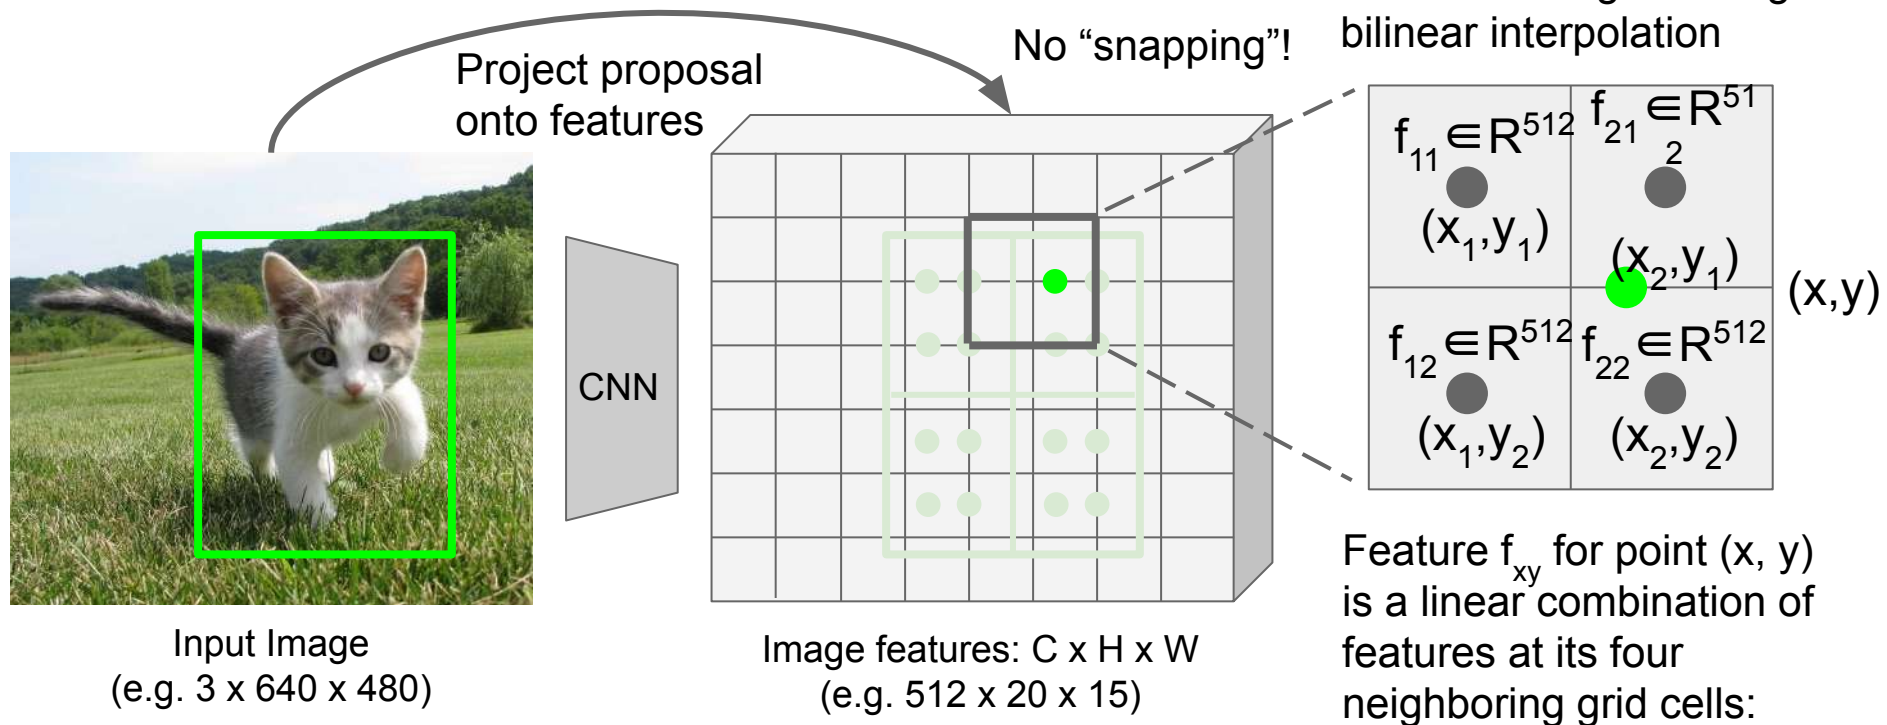 No “snapping”!
bilinear interpolation
Project proposal
onto features
CNN
f₁₁ ∈ R⁵¹²
(x₁,y₁)
f₂₁ ∈ R⁵¹
₂
(x₂,y₁)
(x,y)
f₁₂ ∈ R⁵¹²
(x₁,y₂)
f₂₂ ∈ R⁵¹²
(x₂,y₂)
Input Image
(e.g. 3 x 640 x 480)
Image features: C x H x W
(e.g. 512 x 20 x 15)
Feature fxy for point (x, y)
is a linear combination of
features at its four
neighboring grid cells: